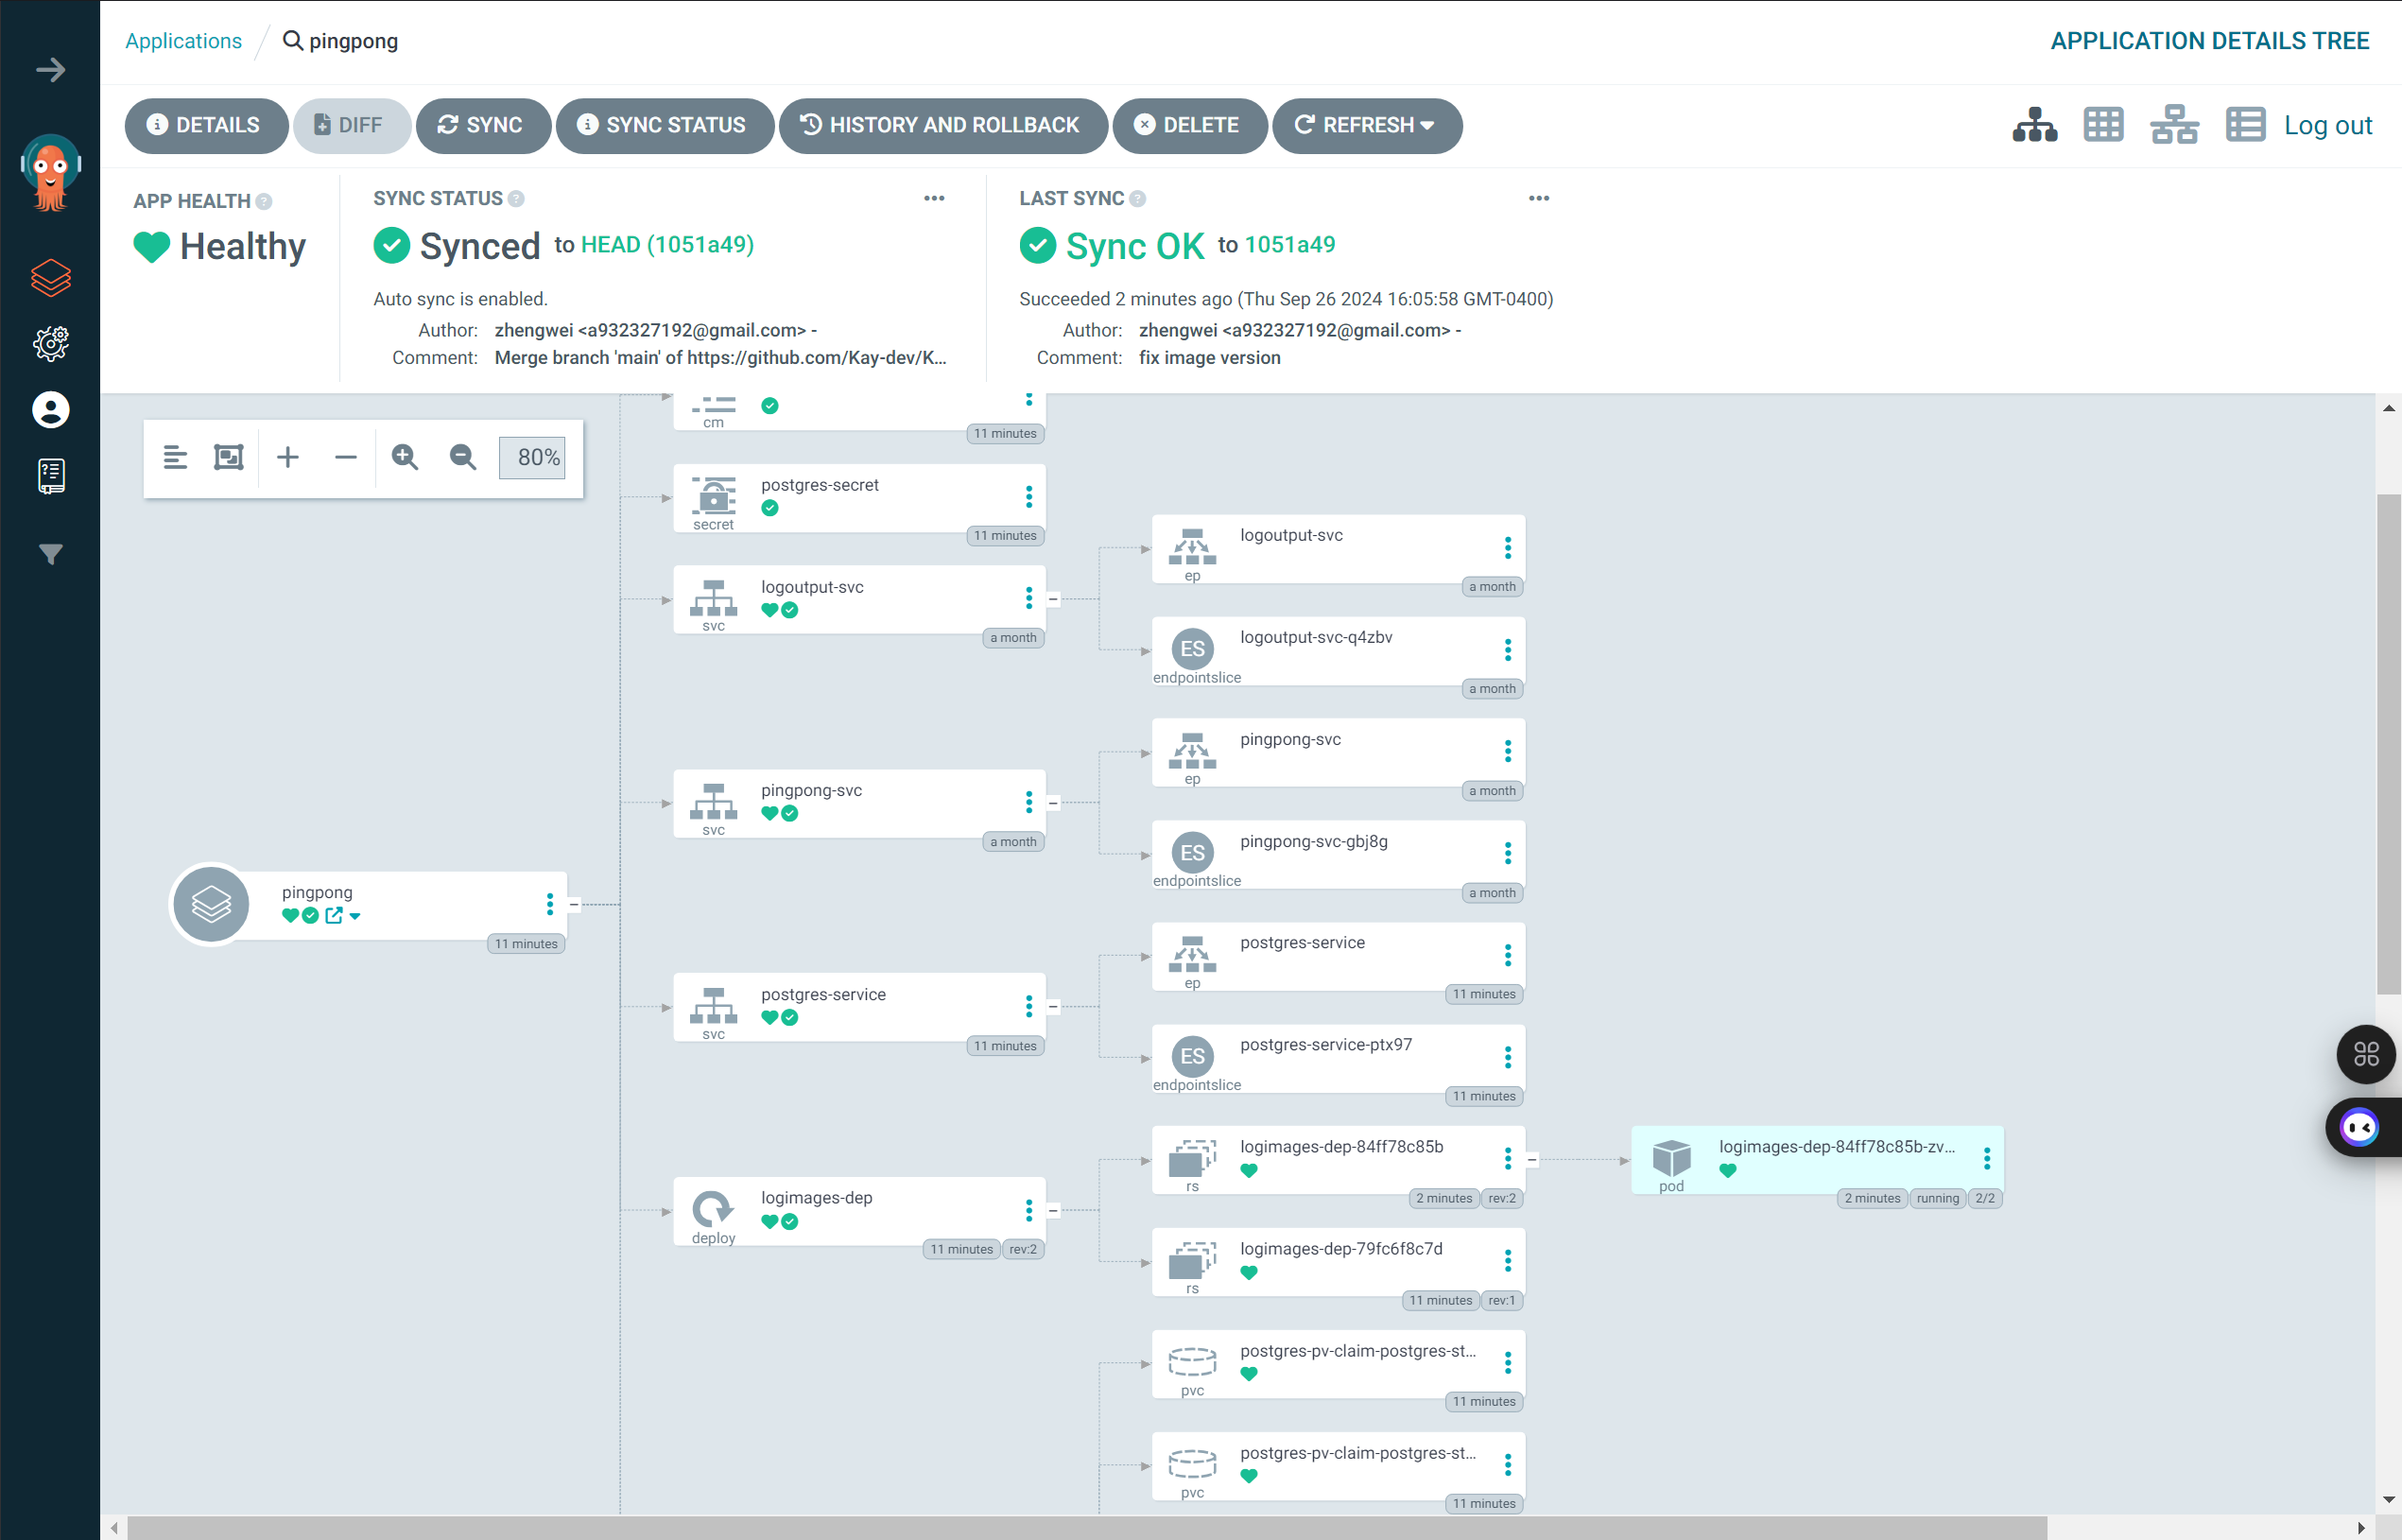 Applications
pingpong
APPLICATION DETAILS TREE
DETAILS
DIFF
SYNC
SYNC STATUS
HISTORY AND ROLLBACK
DELETE
REFRESH
Log out
APP HEALTH
Healthy
SYNC STATUS
Synced to HEAD (1051a49)
Auto sync is enabled.
Author: zhengwei <a932327192@gmail.com> -
Comment: Merge branch 'main' of https://github.com/Kay-dev/K...
LAST SYNC
Sync OK to 1051a49
Succeeded 2 minutes ago (Thu Sep 26 2024 16:05:58 GMT-0400)
Author: zhengwei <a932327192@gmail.com> -
Comment: fix image version
80%
pingpong
11 minutes
cm
11 minutes
postgres-secret
secret
11 minutes
logoutput-svc
svc
a month
pingpong-svc
svc
a month
postgres-service
svc
11 minutes
logimages-dep
deploy
11 minutes
rev:2
logoutput-svc
ep
a month
ES
logoutput-svc-q4zbv
endpointslice
a month
pingpong-svc
ep
a month
ES
pingpong-svc-gbj8g
endpointslice
a month
postgres-service
ep
11 minutes
ES
postgres-service-ptx97
endpointslice
11 minutes
logimages-dep-84ff78c85b
rs
2 minutes
rev:2
logimages-dep-79fc6f8c7d
rs
11 minutes
rev:1
postgres-pv-claim-postgres-st...
pvc
11 minutes
postgres-pv-claim-postgres-st...
pvc
11 minutes
logimages-dep-84ff78c85b-zv...
pod
2 minutes
running
2/2